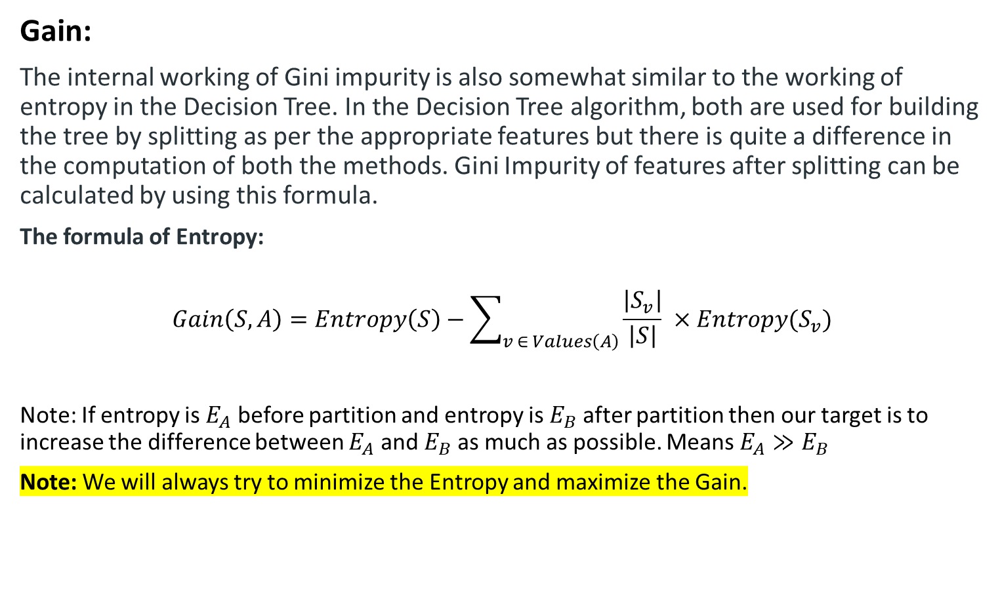 Gain:
The internal working of Gini impurity is also somewhat similar to the working of
entropy in the Decision Tree. In the Decision Tree algorithm, both are used for building
the tree by splitting as per the appropriate features but there is quite a difference in
the computation of both the methods. Gini Impurity of features after splitting can be
calculated by using this formula.
The formula of Entropy:
Gain(S, A) = Entropy(S) − ∑_{v ∈ Values(A)} |S_v| / |S| × Entropy(S_v)
Note: If entropy is E_A before partition and entropy is E_B after partition then our target is to
increase the difference between E_A and E_B as much as possible. Means E_A ≫ E_B
Note: We will always try to minimize the Entropy and maximize the Gain.